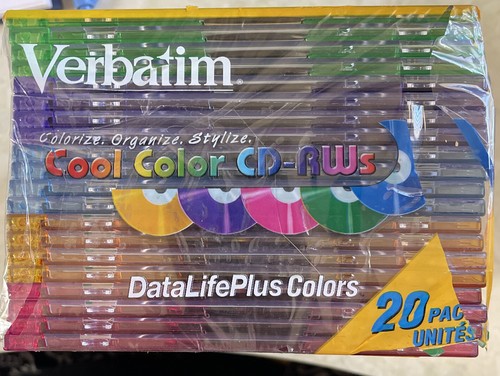 Verbatim®
Colorize. Organize. Stylize.
Cool Color CD-RWs
DataLifePlus Colors
20 PAC
UNITÉS